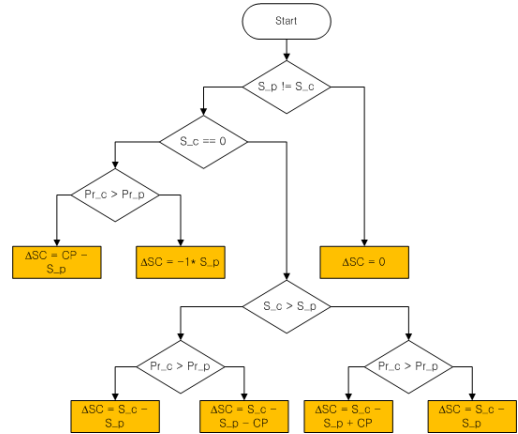 Start
S_p != S_c
S_c == 0
Pr_c > Pr_p
ΔSC = CP -
S_p
ΔSC = -1* S_p
ΔSC = 0
S_c > S_p
Pr_c > Pr_p
Pr_c > Pr_p
ΔSC = S_c -
S_p
ΔSC = S_c -
S_p - CP
ΔSC = S_c -
S_p + CP
ΔSC = S_c -
S_p